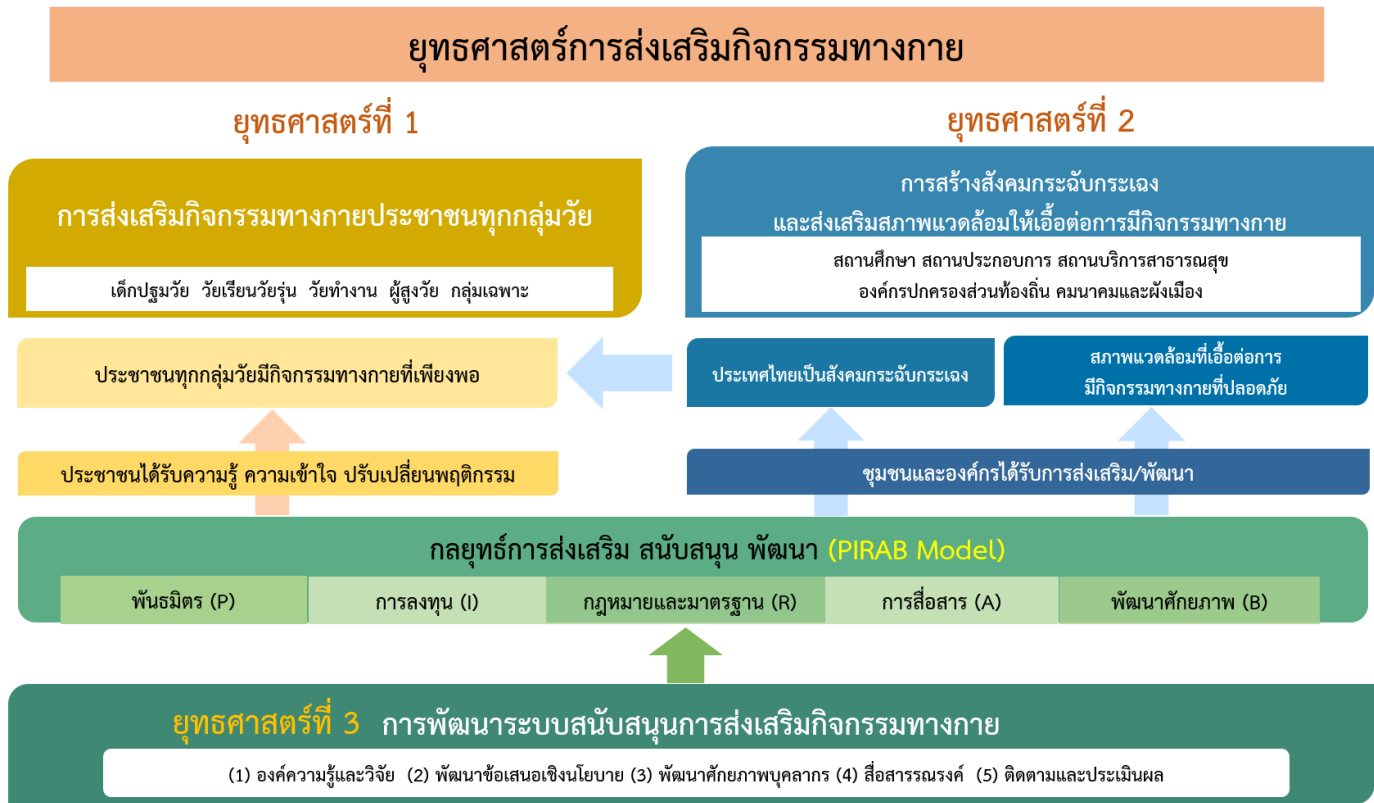 ยุทธศาสตร์การส่งเสริมกิจกรรมทางกาย
ยุทธศาสตร์ที่ 1
ยุทธศาสตร์ที่ 2
การส่งเสริมกิจกรรมทางกายประชาชนทุกกลุ่มวัย
เด็กปฐมวัย วัยเรียนวัยรุ่น วัยทำงาน ผู้สูงวัย กลุ่มเฉพาะ
การสร้างสังคมกระฉับกระเฉง
และส่งเสริมสภาพแวดล้อมให้เอื้อต่อการมีกิจกรรมทางกาย
สถานศึกษา สถานประกอบการ สถานบริการสาธารณสุข
องค์กรปกครองส่วนท้องถิ่น คมนาคมและผังเมือง
ประชาชนทุกกลุ่มวัยมีกิจกรรมทางกายที่เพียงพอ
ประเทศไทยเป็นสังคมกระฉับกระเฉง
สภาพแวดล้อมที่เอื้อต่อการ
มีกิจกรรมทางกายที่ปลอดภัย
ประชาชนได้รับความรู้ ความเข้าใจ ปรับเปลี่ยนพฤติกรรม
ชุมชนและองค์กรได้รับการส่งเสริม/พัฒนา
กลยุทธ์การส่งเสริม สนับสนุน พัฒนา (PIRAB Model)
พันธมิตร (P)
การลงทุน (I)
กฎหมายและมาตรฐาน (R)
การสื่อสาร (A)
พัฒนาศักยภาพ (B)
ยุทธศาสตร์ที่ 3 การพัฒนาระบบสนับสนุนการส่งเสริมกิจกรรมทางกาย
(1) องค์ความรู้และวิจัย (2) พัฒนาข้อเสนอเชิงนโยบาย (3) พัฒนาศักยภาพบุคลากร (4) สื่อสารรณรงค์ (5) ติดตามและประเมินผล